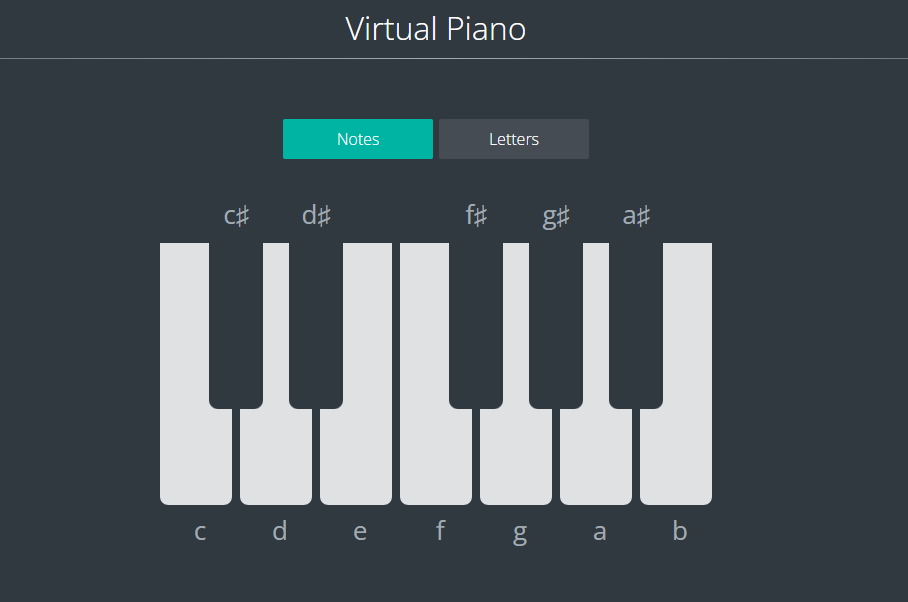 Virtual Piano
Notes Letters
c♯ d♯ f♯ g♯ a♯
c d e f g a b